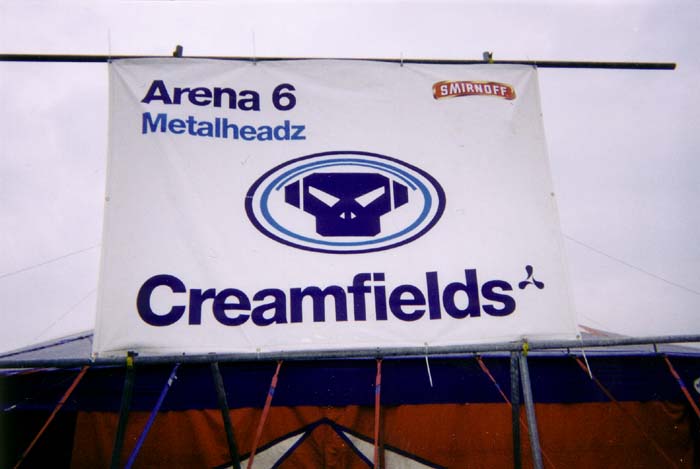 Arena 6
SMIRNOFF
Metalheadz
Creamfields